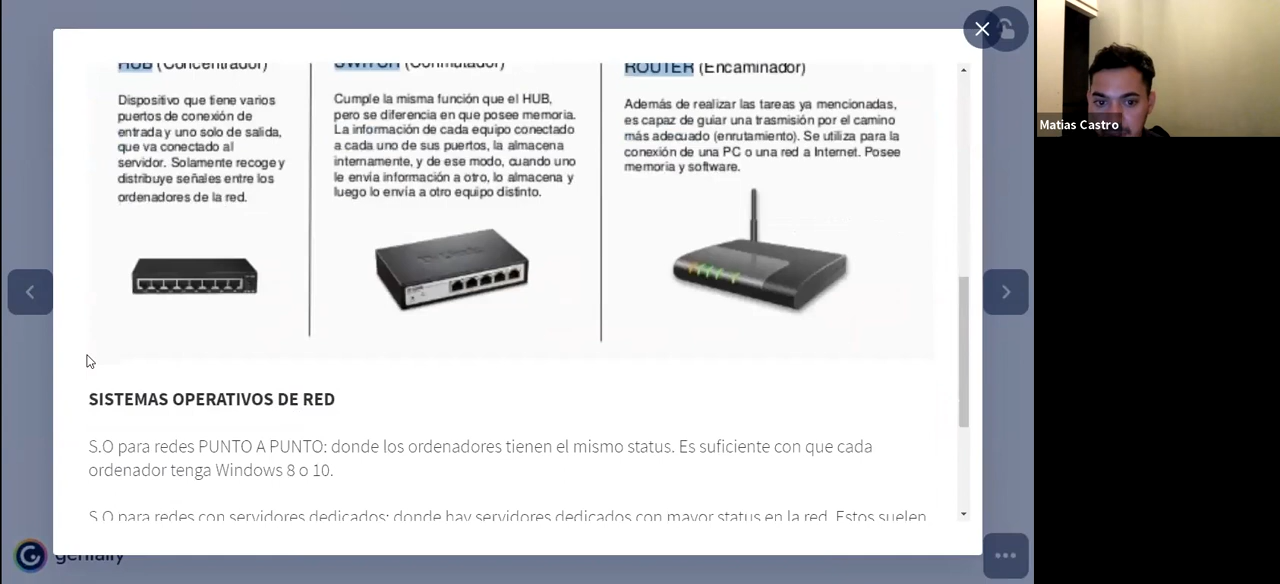 HUB (Concentrador)
Dispositivo que tiene varios
puertos de conexión de
entrada y uno solo de salida,
que va conectado al
servidor. Solamente recoge y
distribuye señales entre los
ordenadores de la red.
SWITCH (Conmutador)
Cumple la misma función que el HUB,
pero se diferencia en que posee memoria.
La información de cada equipo conectado
a cada uno de sus puertos, la almacena
internamente, y de ese modo, cuando uno
le envía información a otro, lo almacena y
luego lo envía a otro equipo distinto.
ROUTER (Encaminador)
Además de realizar las tareas ya mencionadas,
es capaz de guiar una trasmisión por el camino
más adecuado (enrutamiento). Se utiliza para la
conexión de una PC o una red a Internet. Posee
memoria y software.
D-Link
SISTEMAS OPERATIVOS DE RED
S.O para redes PUNTO A PUNTO: donde los ordenadores tienen el mismo status. Es suficiente con que cada
ordenador tenga Windows 8 o 10.
S.O para redes con servidores dedicados: donde hay servidores dedicados con mayor status en la red. Estos suelen
genially
Matias Castro